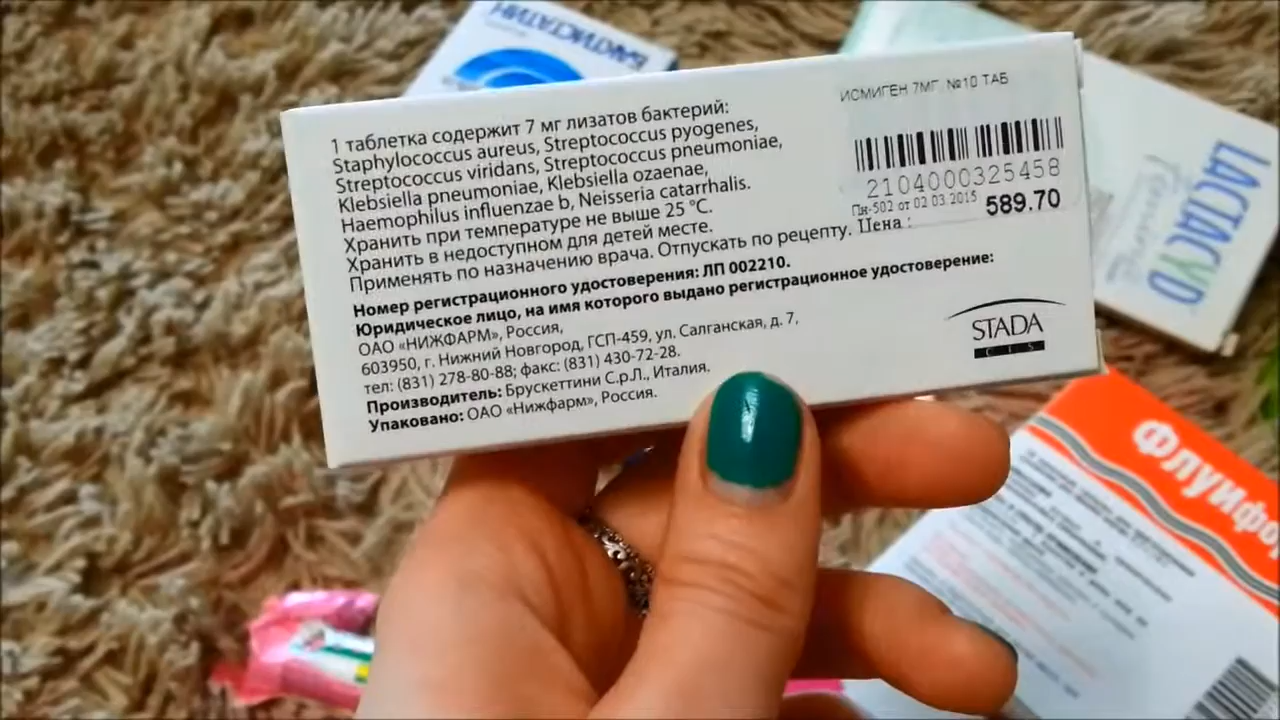 БАКТИСТАТИН
1 таблетка содержит 7 мг лизатов бактерий:
Staphylococcus aureus, Streptococcus pyogenes,
Streptococcus viridans, Streptococcus pneumoniae,
Klebsiella pneumoniae, Klebsiella ozaenae,
Haemophilus influenzae b, Neisseria catarrhalis.
Хранить при температуре не выше 25 °С.
Хранить в недоступном для детей месте.
Применять по назначению врача. Отпускать по рецепту.
Номер регистрационного удостоверения: ЛП 002210.
Юридическое лицо, на имя которого выдано регистрационное удостоверение:
ОАО «НИЖФАРМ», Россия,
603950, г. Нижний Новгород, ГСП-459, ул. Салганская, д. 7,
тел: (831) 278-80-88; факс: (831) 430-72-28.
Производитель: Брускеттини С.р.Л., Италия.
Упаковано: ОАО «Нижфарм», Россия.
ИСМИГЕН 7МГ. №10 ТАБ
2104000325458
Пн-502 от 02 03 2015
Цена : 589.70
STADA
CIS
LACTACYD
Femina
Флуифо